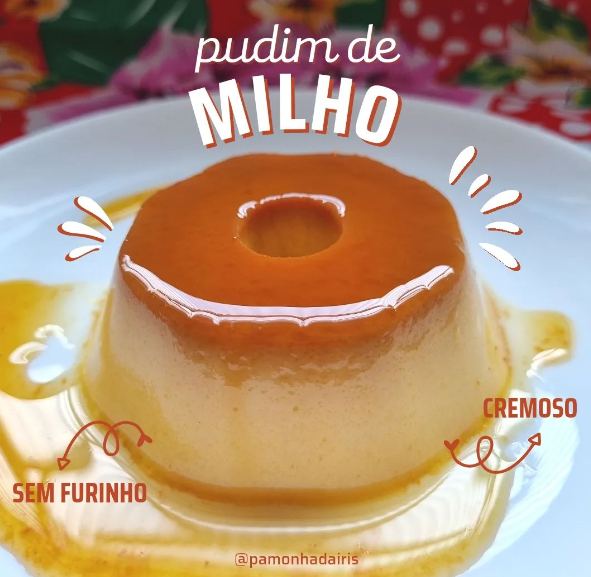 pudim de
MILHO
CREMOSO
SEM FURINHO
@pamonhadairis